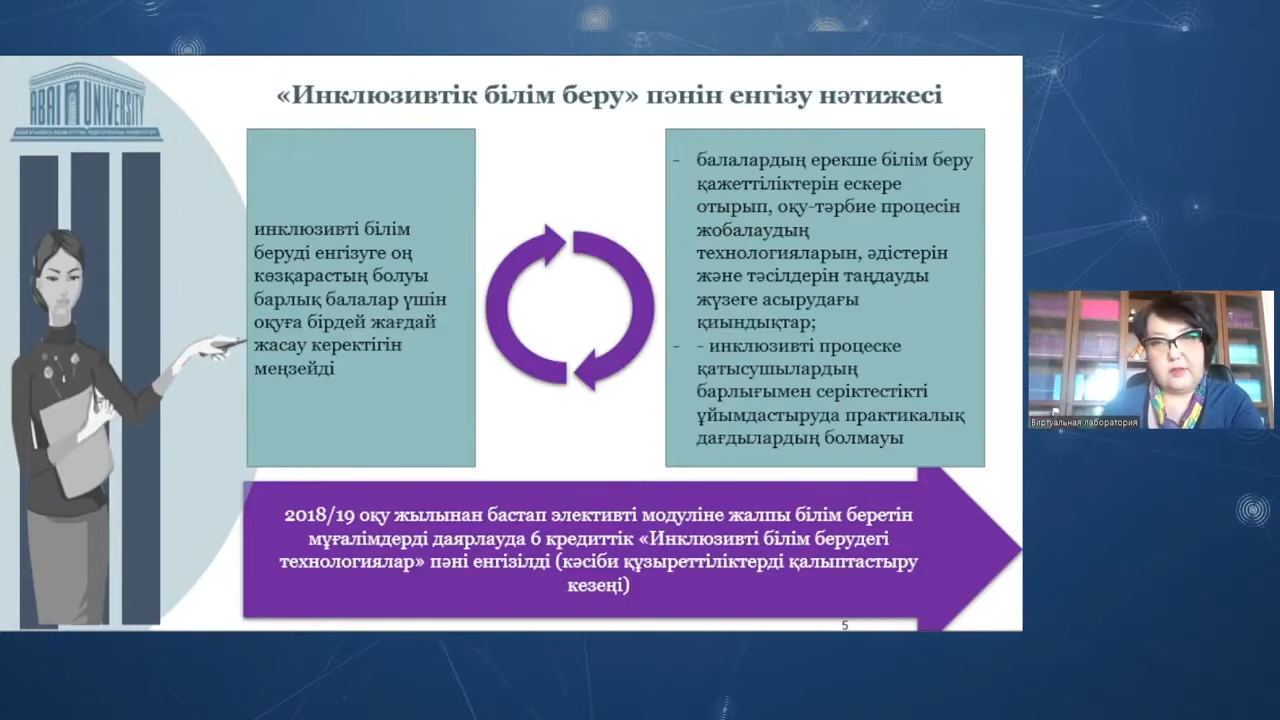 ABAI UNIVERSITY
«Инклюзивтік білім беру» пәнін енгізу нәтижесі
инклюзивті білім
беруді енгізуге оң
көзқарастың болуы
барлық балалар үшін
оқуға бірдей жағдай
жасау керектігін
меңзейді
- балалардың ерекше білім беру
қажеттіліктерін ескере
отырып, оқу-тәрбие процесін
жобалаудың
технологияларын, әдістерін
және тәсілдерін таңдауды
жүзеге асырудағы
қиындықтар;
- - инклюзивті процеске
қатысушылардың
барлығымен серіктестікті
ұйымдастыруда практикалық
дағдылардың болмауы
2018/19 оқу жылынан бастап элективті модуліне жалпы білім беретін
мұғалімдерді даярлауда 6 кредиттік «Инклюзивті білім берудегі
технологиялар» пәні енгізілді (кәсіби құзыреттіліктерді қалыптастыру
кезеңі)
5
Виртуальная лаборатория